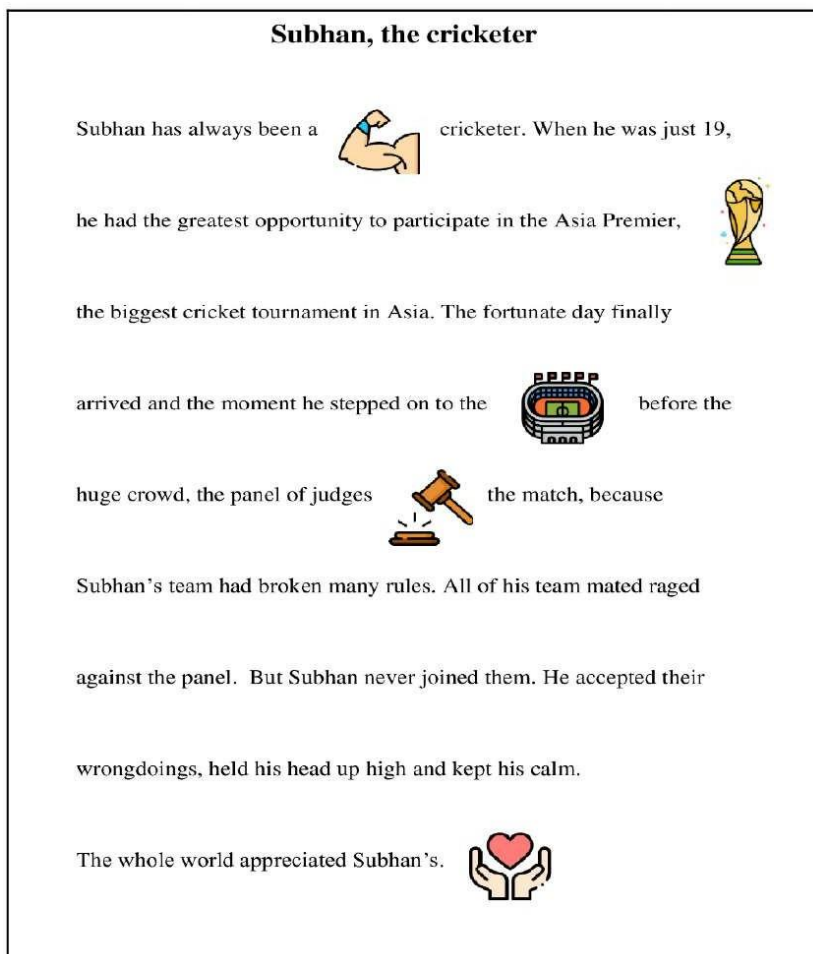 Subhan, the cricketer
Subhan has always been a cricketer. When he was just 19,
he had the greatest opportunity to participate in the Asia Premier,
the biggest cricket tournament in Asia. The fortunate day finally
arrived and the moment he stepped on to the before the
huge crowd, the panel of judges the match, because
Subhan’s team had broken many rules. All of his team mated raged
against the panel.  But Subhan never joined them. He accepted their
wrongdoings, held his head up high and kept his calm.
The whole world appreciated Subhan’s.